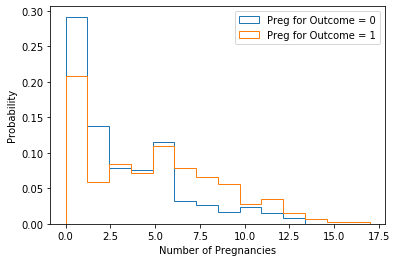 0.30
0.25
0.20
0.15
0.10
0.05
0.00
Probability
Preg for Outcome = 0
Preg for Outcome = 1
0.0 2.5 5.0 7.5 10.0 12.5 15.0 17.5
Number of Pregnancies